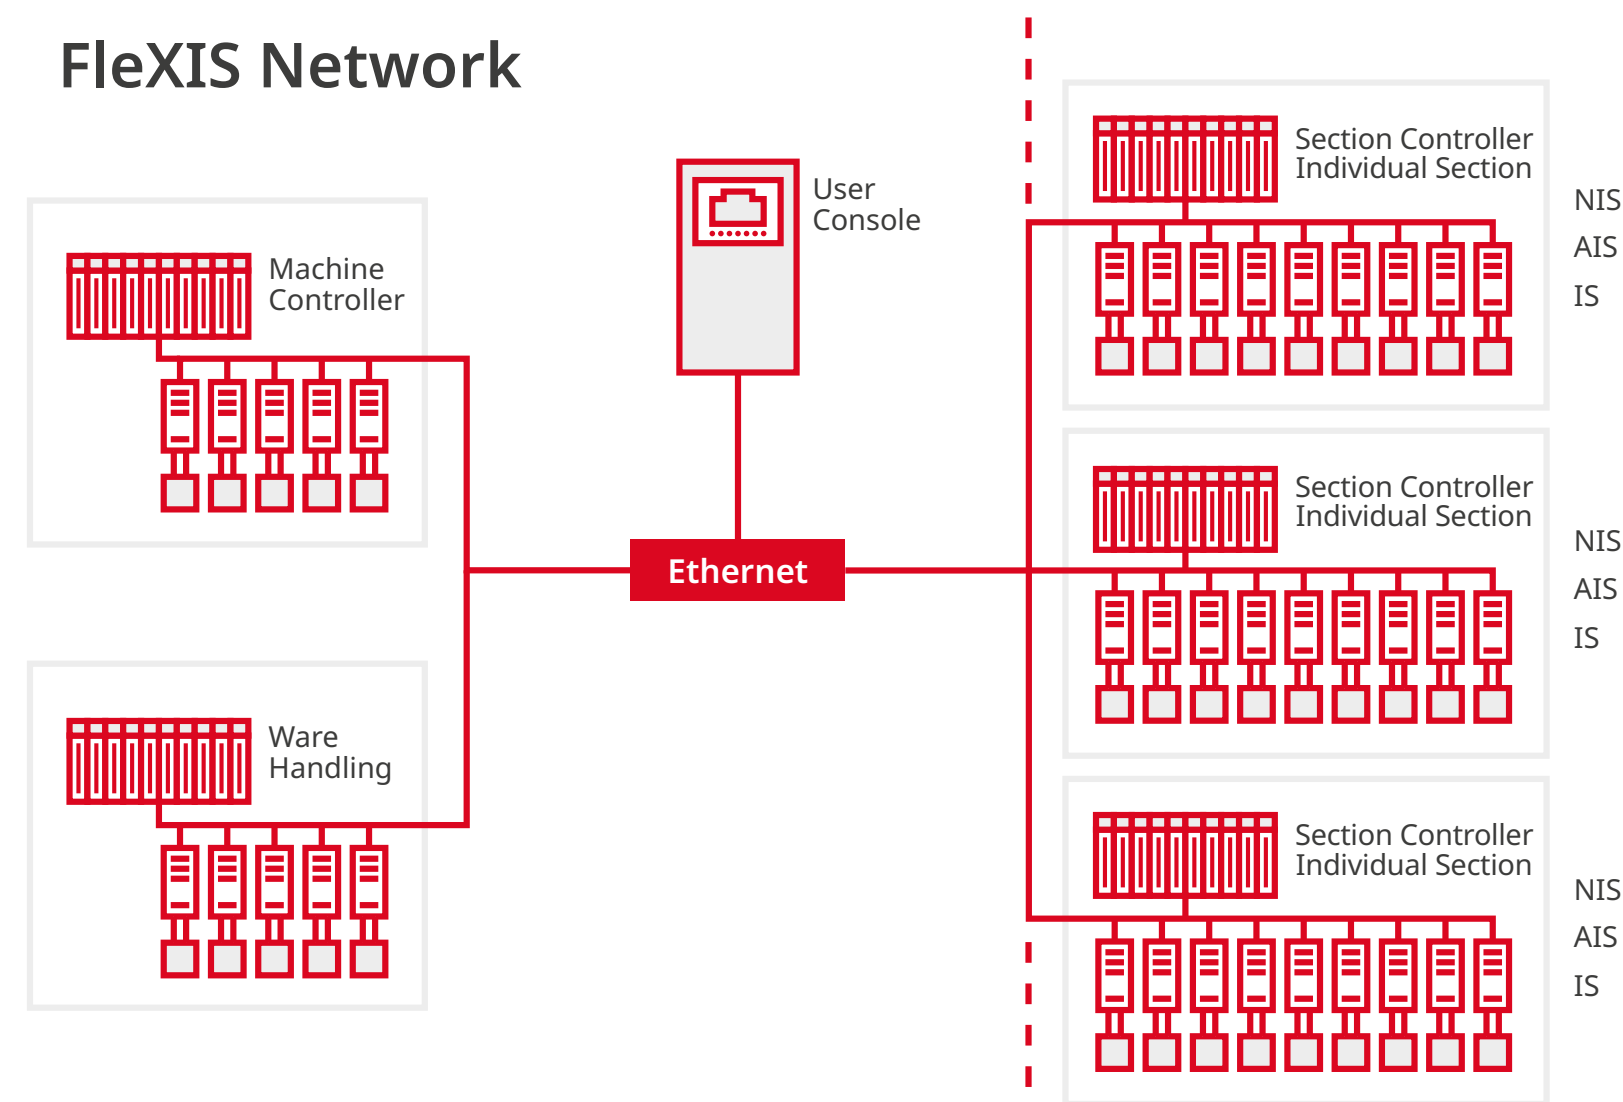 FleXIS Network
Machine
Controller
User
Console
Ethernet
Ware
Handling
Section Controller
Individual Section
NIS
AIS
IS
Section Controller
Individual Section
NIS
AIS
IS
Section Controller
Individual Section
NIS
AIS
IS